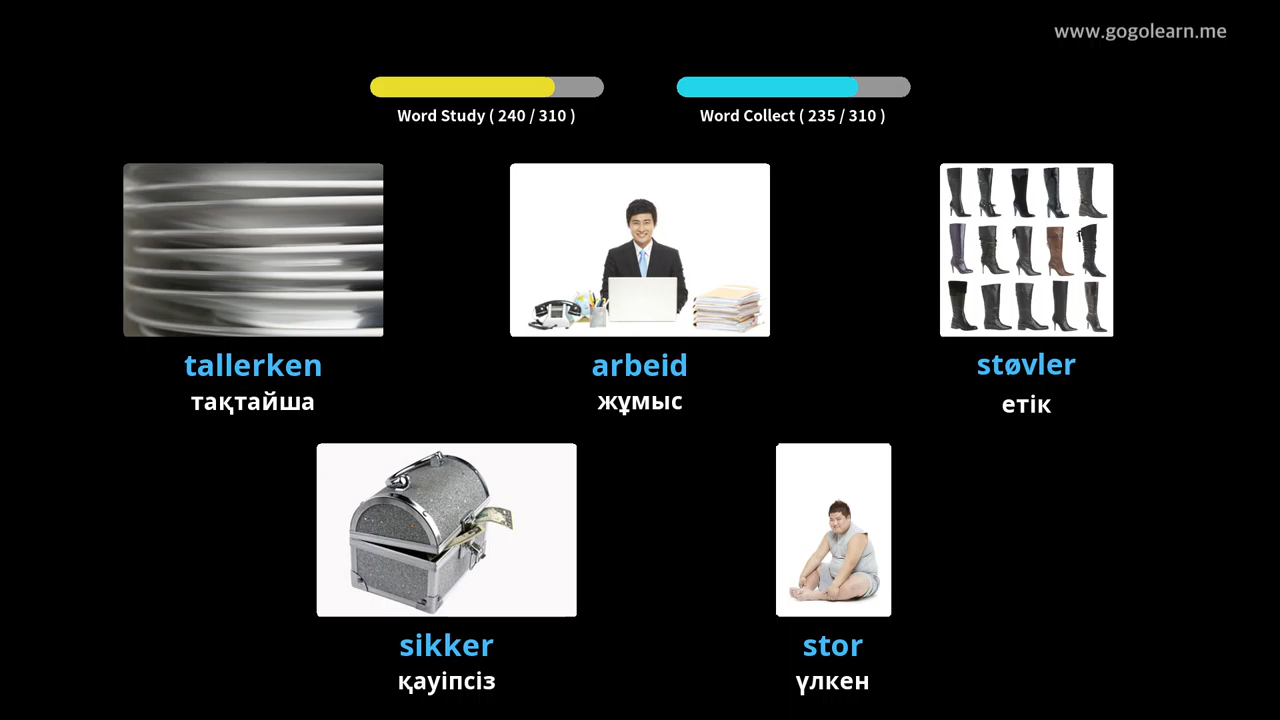 www.gogolearn.me
Word Study ( 240 / 310 )
Word Collect ( 235 / 310 )
tallerken
тақтайша
arbeid
жұмыс
støvler
етік
sikker
қауіпсіз
stor
үлкен